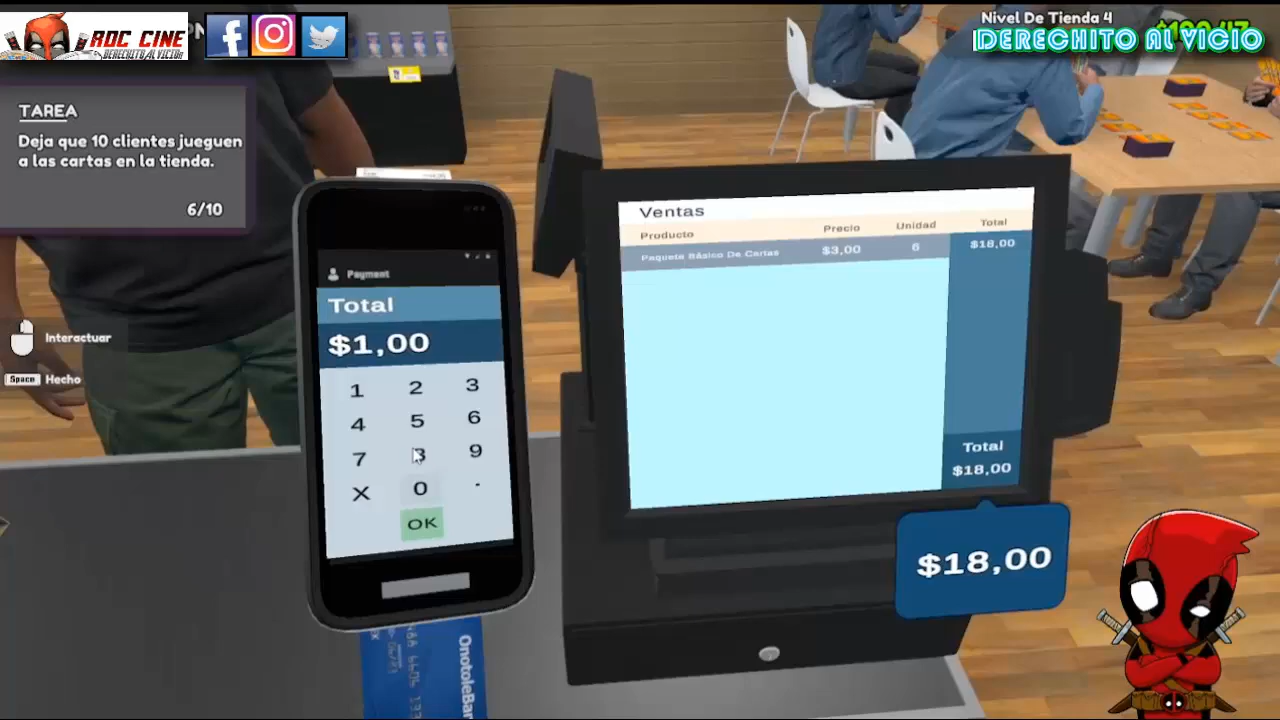 ROC CINE
DERECHITO AL VICIO
Nivel De Tienda 4
DERECHITO AL VICIO
TAREA
Deja que 10 clientes jueguen
a las cartas en la tienda.
6/10
Interactuar
Space Hecho
Payment
Total
$1,00
1 2 3
4 5 6
7 8 9
X 0 .
OK
Ventas
Producto Precio Unidad Total
Paquete Básico De Cartas $3,00 6 $18,00
Total
$18,00
$18,00
OnotoleBan